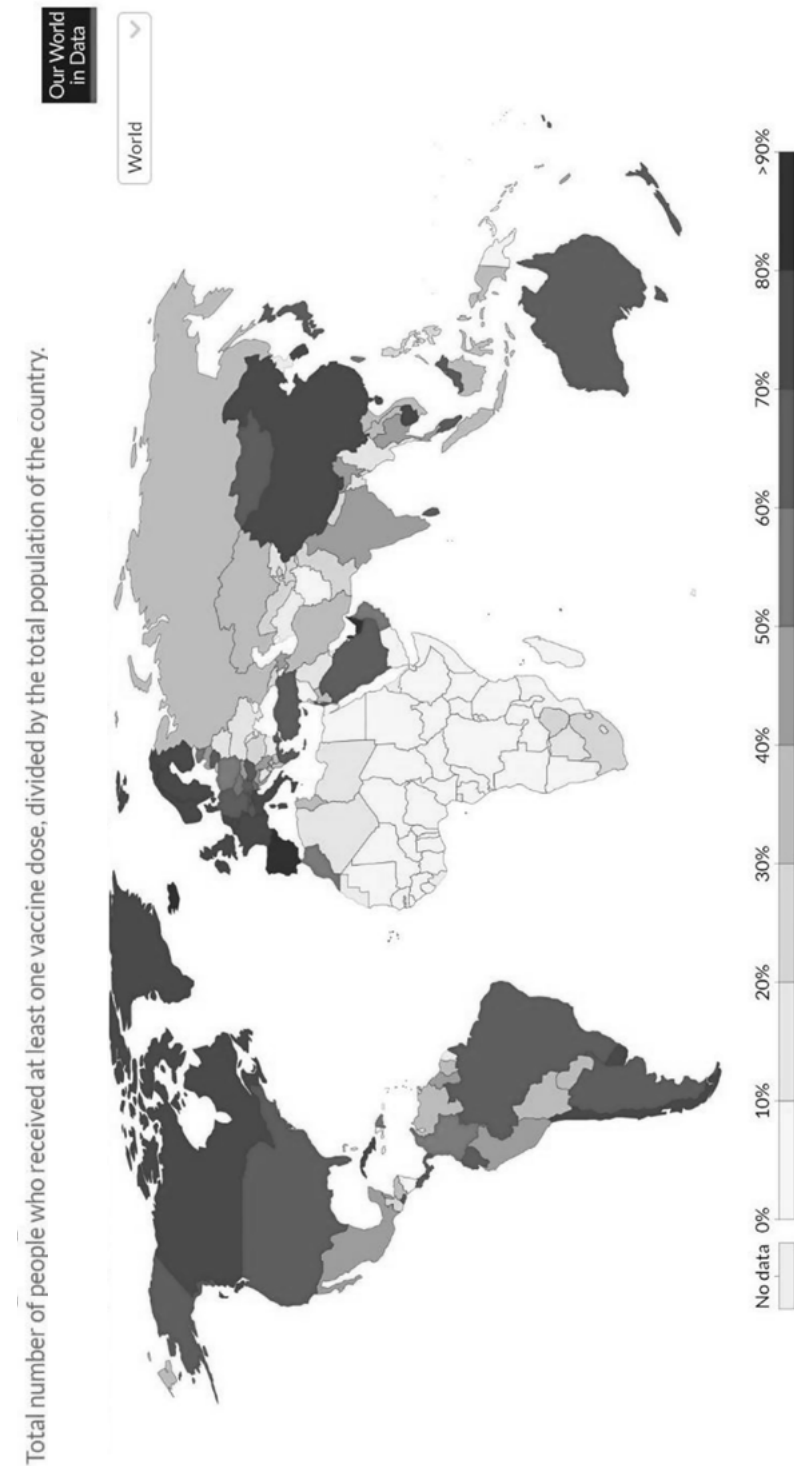 Total number of people who received at least one vaccine dose, divided by the total population of the country.
Our World
in Data
World
No data
0%
10%
20%
30%
40%
50%
60%
70%
80%
>90%